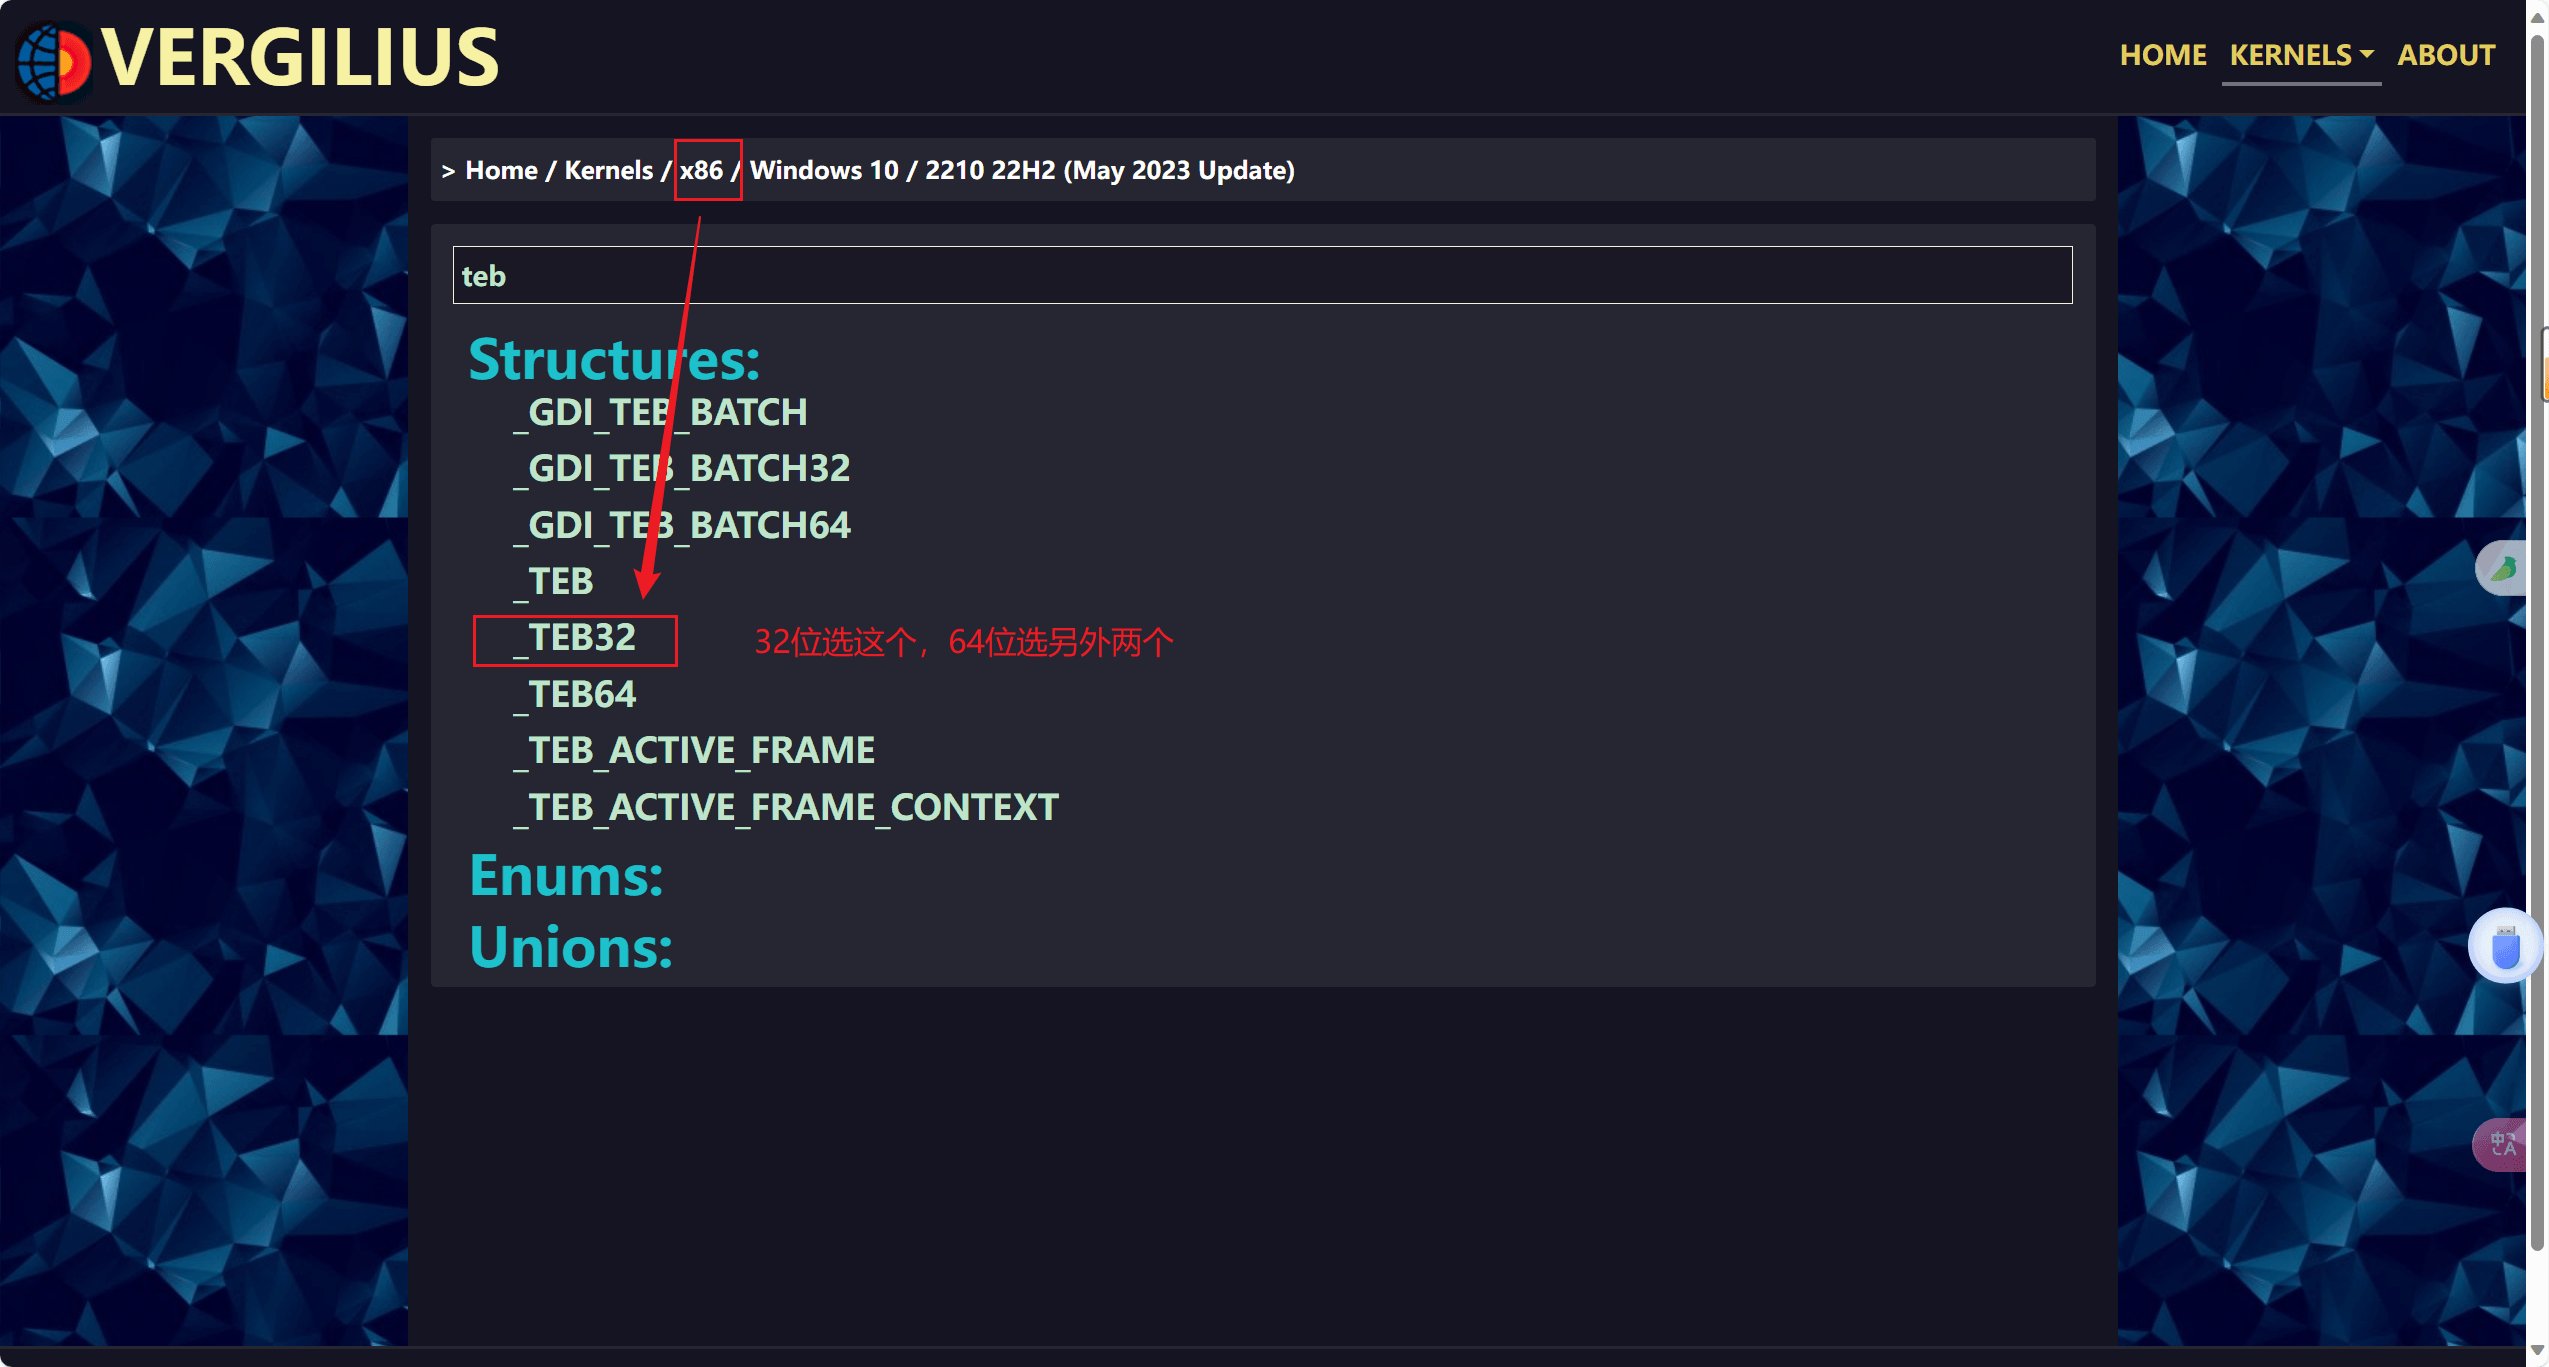 VERGILIUS
HOME KERNELS ABOUT
> Home / Kernels / x86 / Windows 10 / 2210 22H2 (May 2023 Update)
teb
Structures:
_GDI_TEB_BATCH
_GDI_TEB_BATCH32
_GDI_TEB_BATCH64
_TEB
_TEB32
32位选这个，64位选另外两个
_TEB64
_TEB_ACTIVE_FRAME
_TEB_ACTIVE_FRAME_CONTEXT
Enums:
Unions:
中A